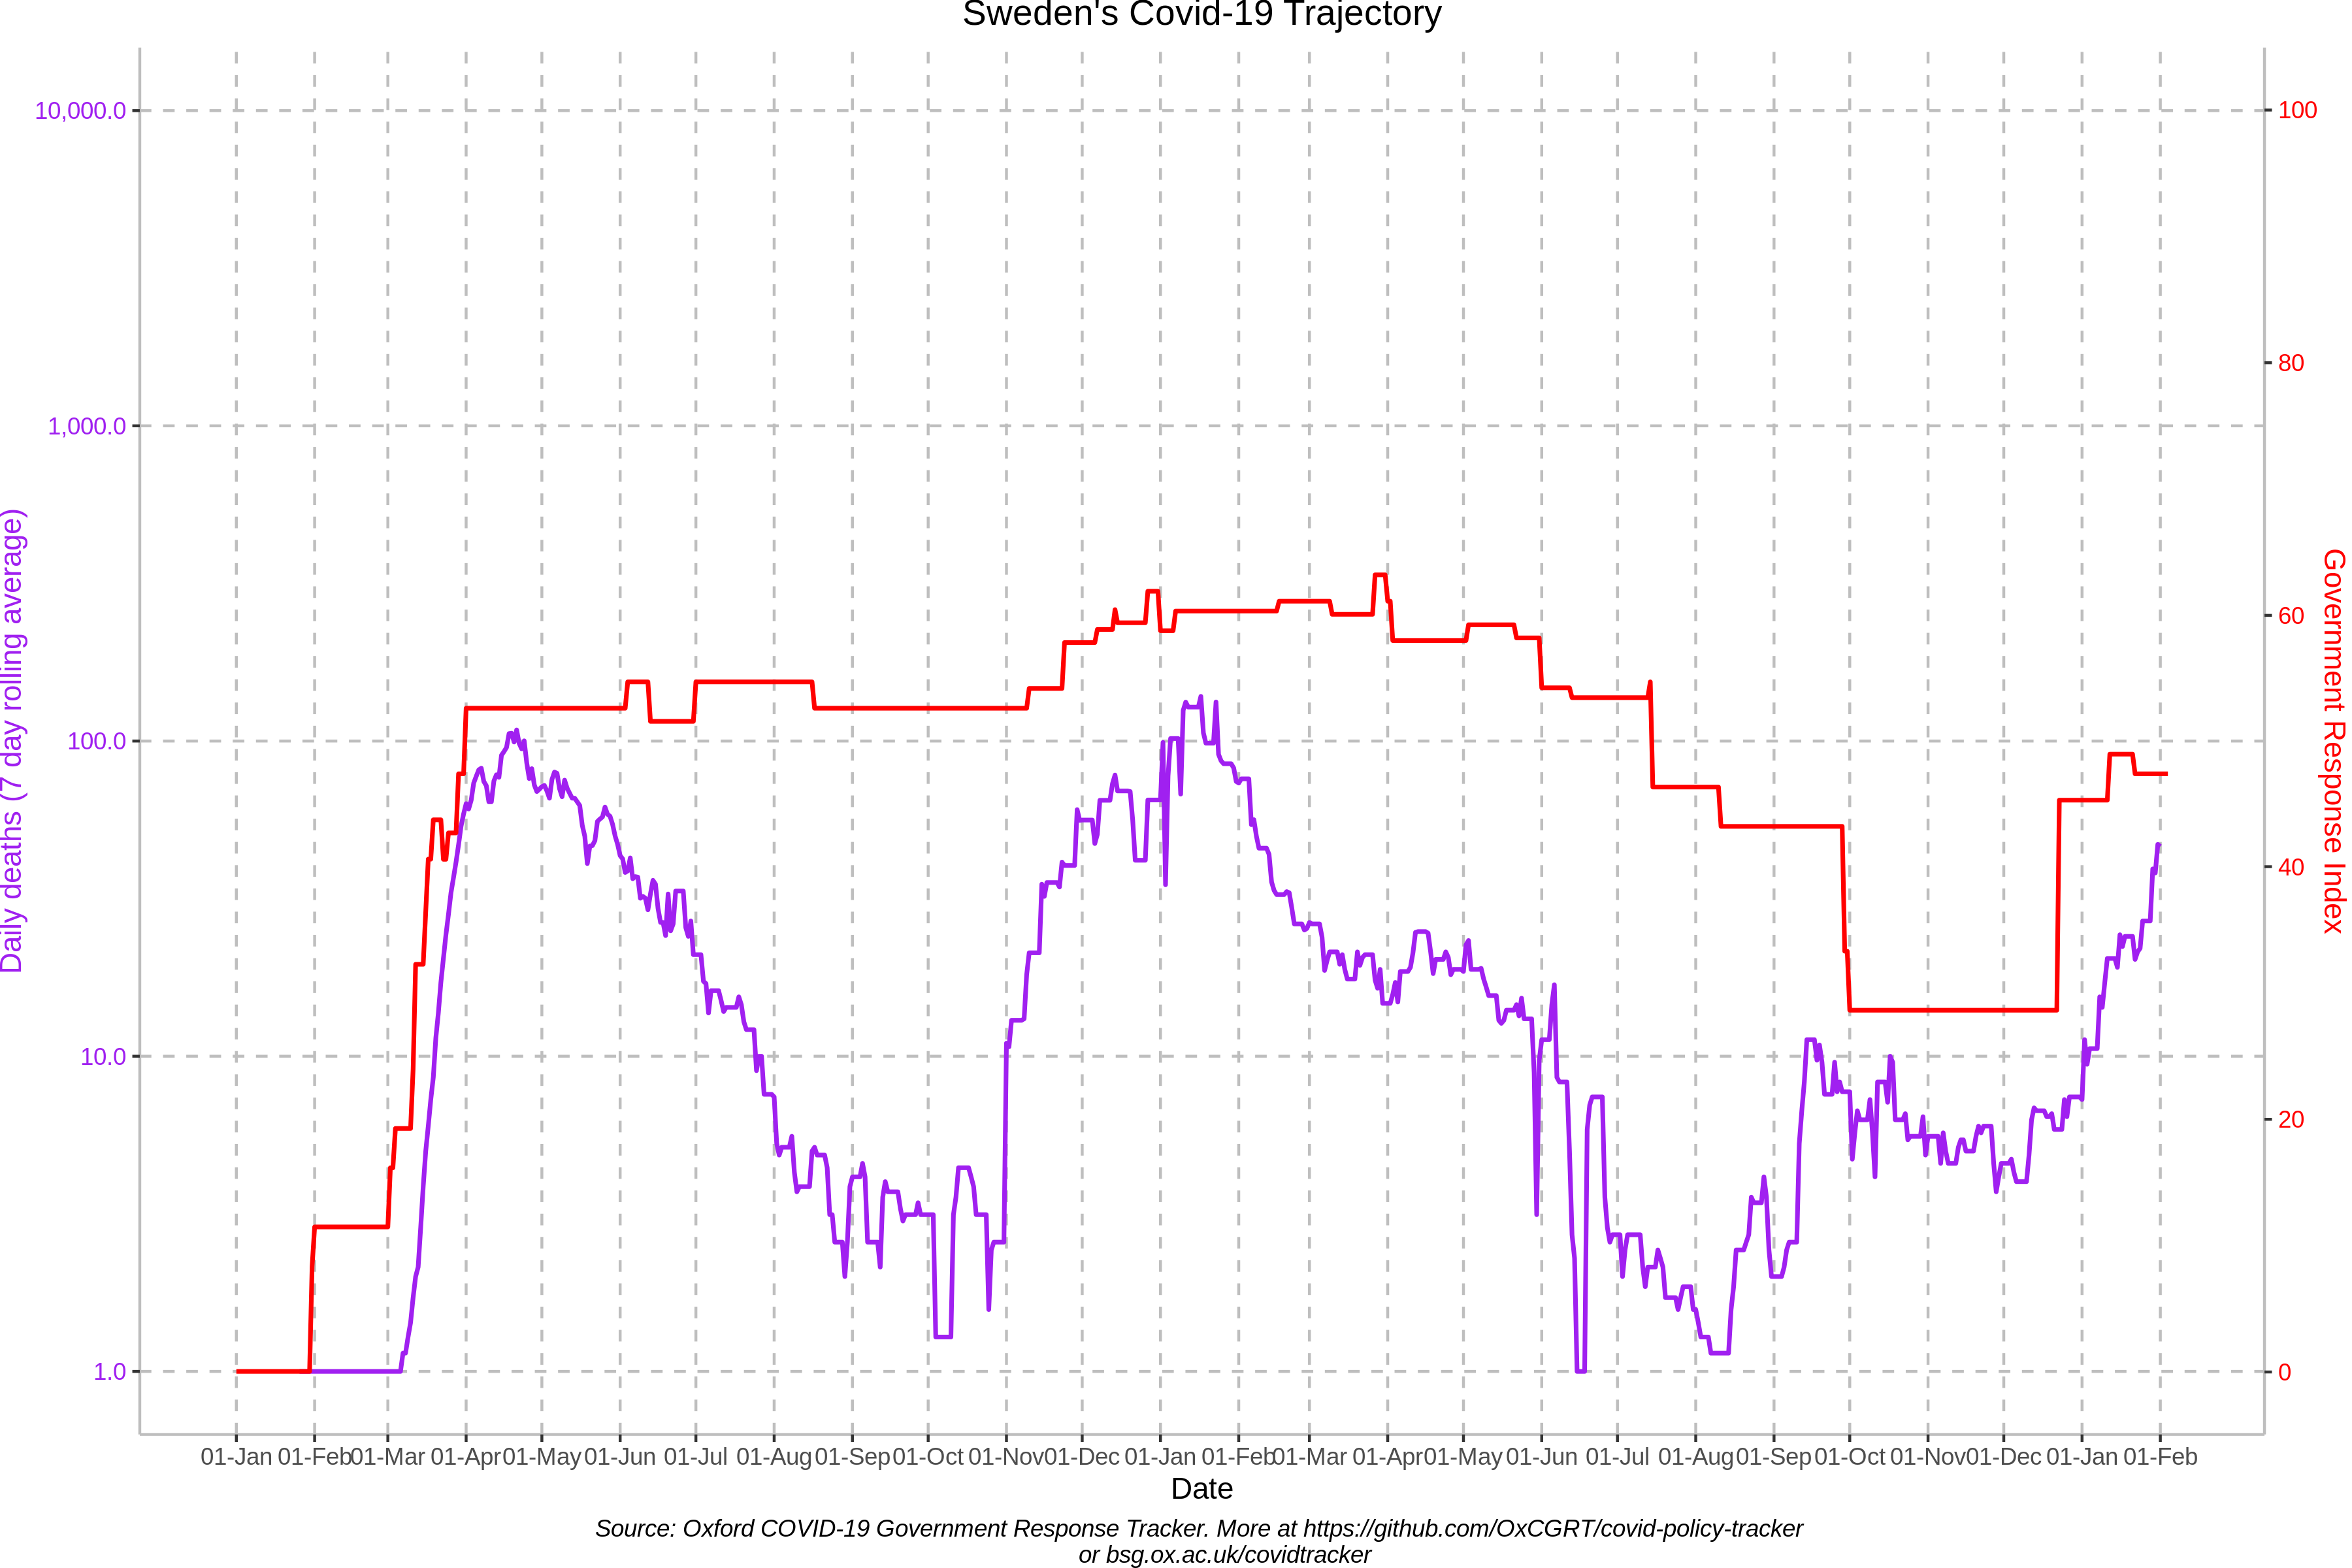 Sweden's Covid-19 Trajectory
10,000.0
1,000.0
100.0
10.0
1.0
Daily deaths (7 day rolling average)
100
80
60
40
20
0
Government Response Index
01-Jan 01-Feb 01-Mar 01-Apr 01-May 01-Jun 01-Jul 01-Aug 01-Sep 01-Oct 01-Nov 01-Dec 01-Jan 01-Feb 01-Mar 01-Apr 01-May 01-Jun 01-Jul 01-Aug 01-Sep 01-Oct 01-Nov 01-Dec 01-Jan 01-Feb
Date
Source: Oxford COVID-19 Government Response Tracker. More at https://github.com/OxCGRT/covid-policy-tracker
or bsg.ox.ac.uk/covidtracker